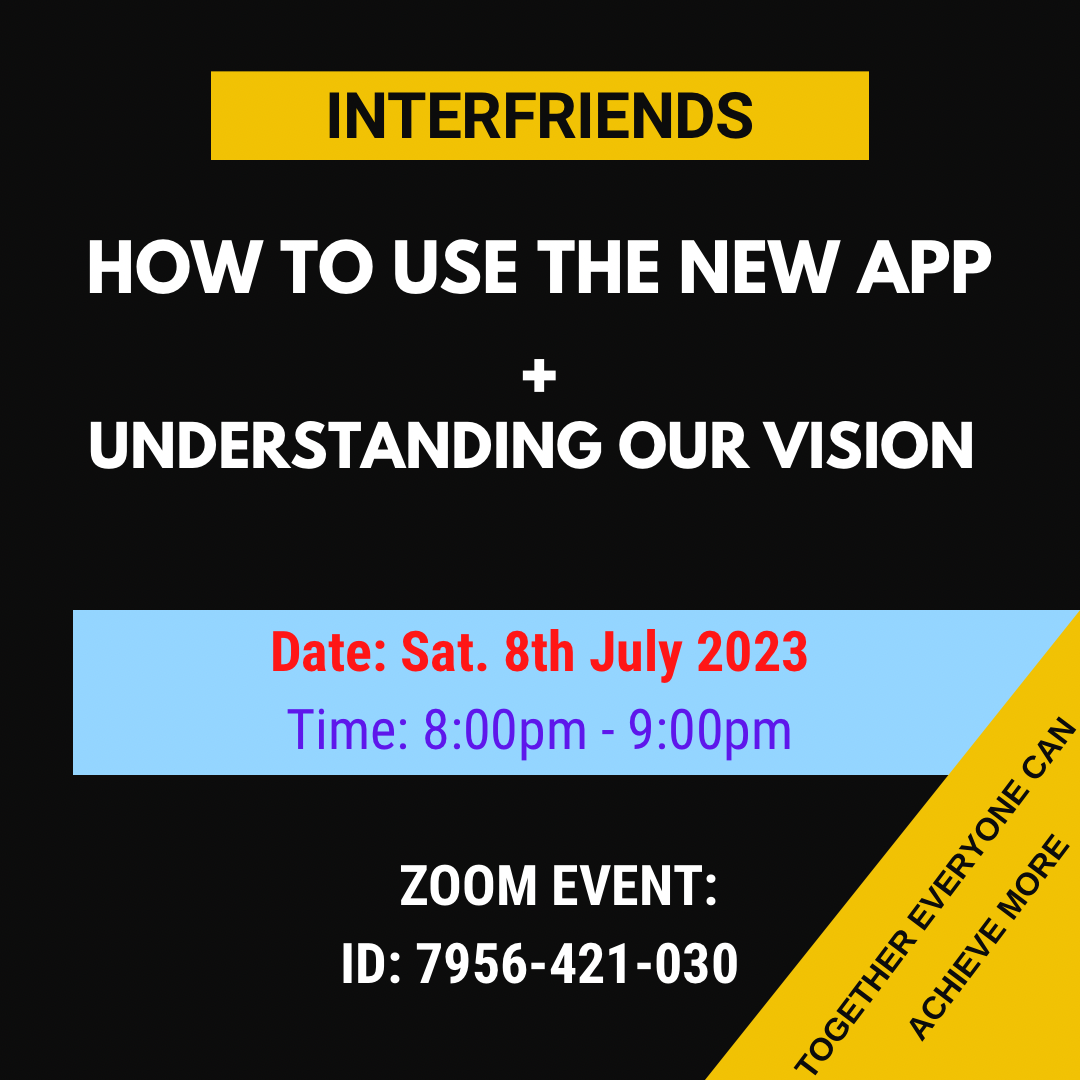 INTERFRIENDS
HOW TO USE THE NEW APP
+
UNDERSTANDING OUR VISION
Date: Sat. 8th July 2023
Time: 8:00pm - 9:00pm
ZOOM EVENT:
ID: 7956-421-030
TOGETHER EVERYONE CAN
ACHIEVE MORE